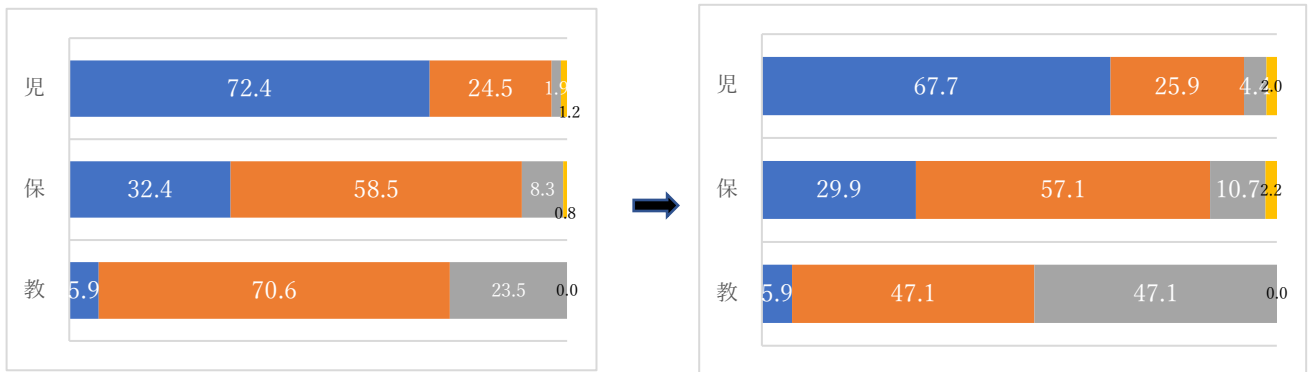 児 72.4 24.5 1.9 1.2
保 32.4 58.5 8.3 0.8
教 5.9 70.6 23.5 0.0
児 67.7 25.9 4.4 2.0
保 29.9 57.1 10.7 2.2
教 5.9 47.1 47.1 0.0